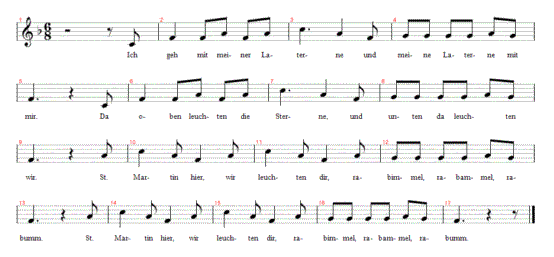 1 2 3 4
6
8
Ich geh mit mei- ner La- ter- ne und mei- ne La- ter- ne mit
5 6 7 8
mir. Da o- ben leuch- ten die Ster- ne, und un- ten da leuch- ten
9 10 11 12
wir. St. Mar- tin hier, wir leuch- ten dir, ra- bim- mel, ra- bam- mel, ra-
13 14 15 16 17
bumm. St. Mar- tin hier, wir leuch- ten dir, ra- bim- mel, ra- bam- mel, ra- bumm.